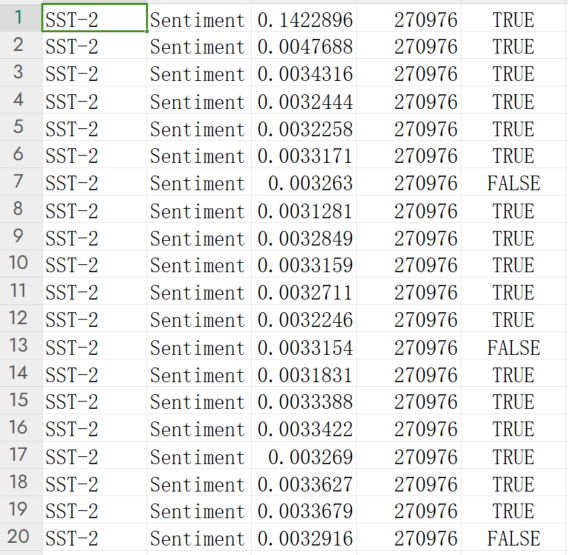 1 SST-2 Sentiment 0.1422896 270976 TRUE
2 SST-2 Sentiment 0.0047688 270976 TRUE
3 SST-2 Sentiment 0.0034316 270976 TRUE
4 SST-2 Sentiment 0.0032444 270976 TRUE
5 SST-2 Sentiment 0.0032258 270976 TRUE
6 SST-2 Sentiment 0.0033171 270976 TRUE
7 SST-2 Sentiment 0.003263 270976 FALSE
8 SST-2 Sentiment 0.0031281 270976 TRUE
9 SST-2 Sentiment 0.0032849 270976 TRUE
10 SST-2 Sentiment 0.0033159 270976 TRUE
11 SST-2 Sentiment 0.0032711 270976 TRUE
12 SST-2 Sentiment 0.0032246 270976 TRUE
13 SST-2 Sentiment 0.0033154 270976 FALSE
14 SST-2 Sentiment 0.0031831 270976 TRUE
15 SST-2 Sentiment 0.0033388 270976 TRUE
16 SST-2 Sentiment 0.0033422 270976 TRUE
17 SST-2 Sentiment 0.003269 270976 TRUE
18 SST-2 Sentiment 0.0033627 270976 TRUE
19 SST-2 Sentiment 0.0033679 270976 TRUE
20 SST-2 Sentiment 0.0032916 270976 FALSE